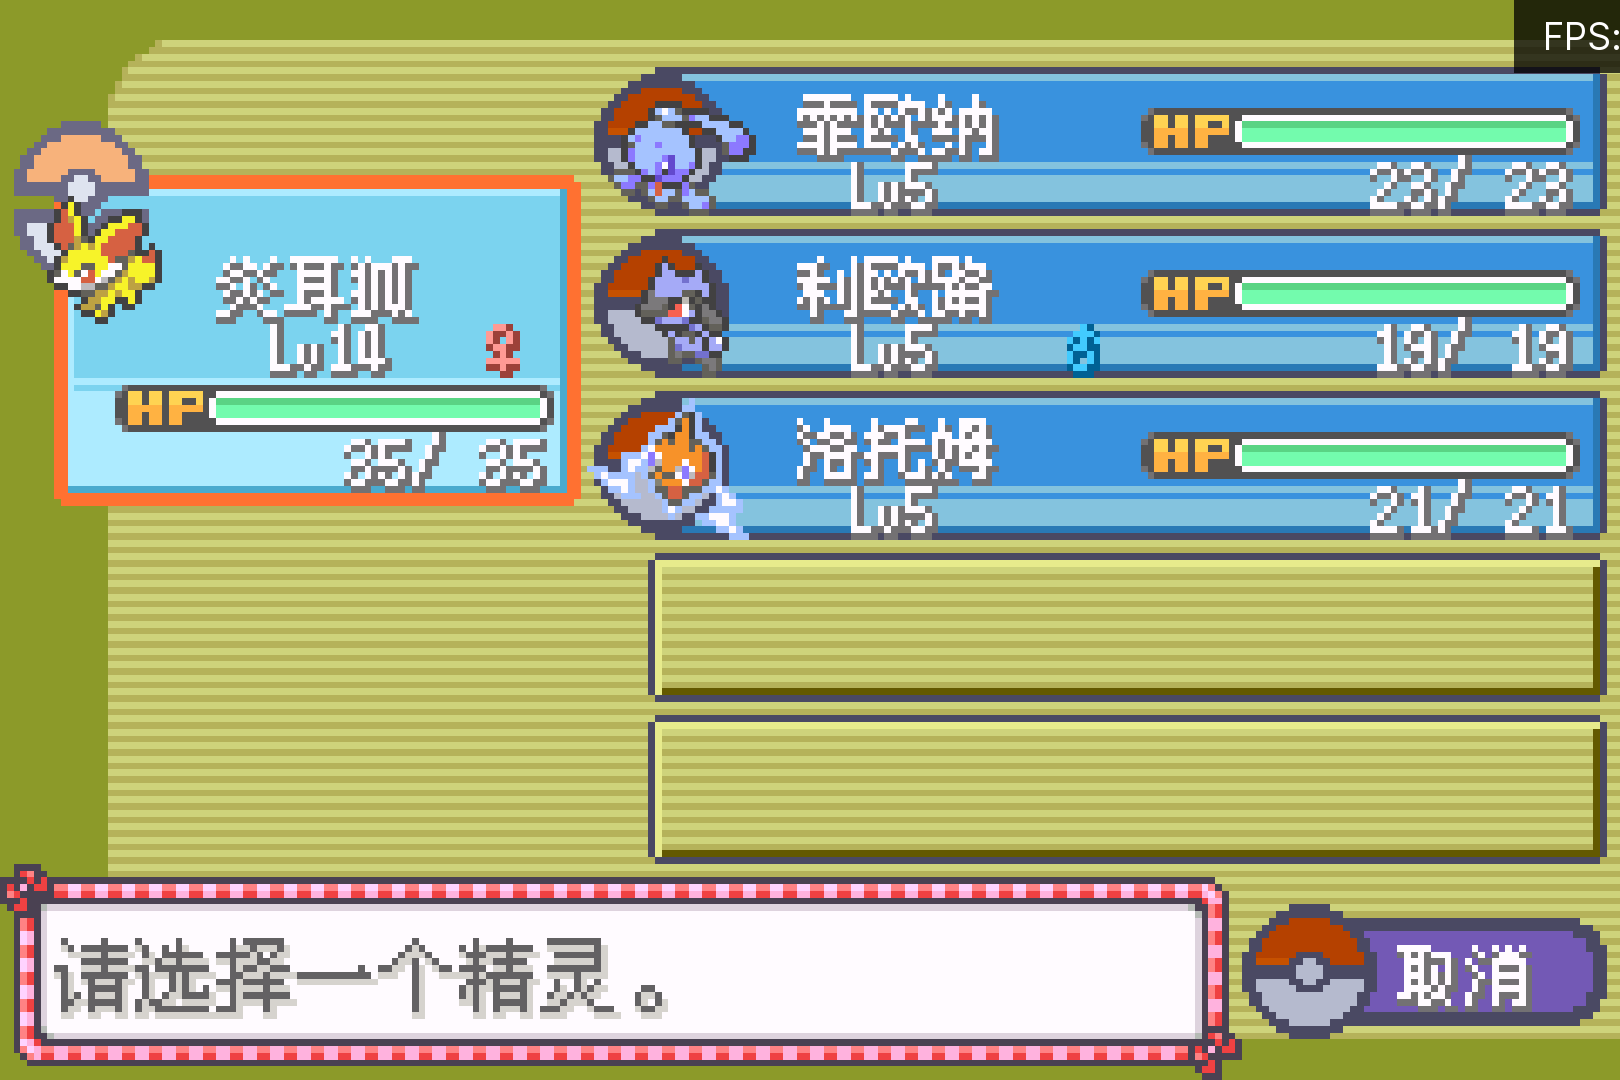 FPS:
炎耳狐
Lv14 ♀
HP
35/ 35
霏欧纳
HP
Lv5
23/ 23
利欧路
HP
Lv5 ♂
19/ 19
洛托姆
HP
Lv5
21/ 21
请选择一个精灵。
取消